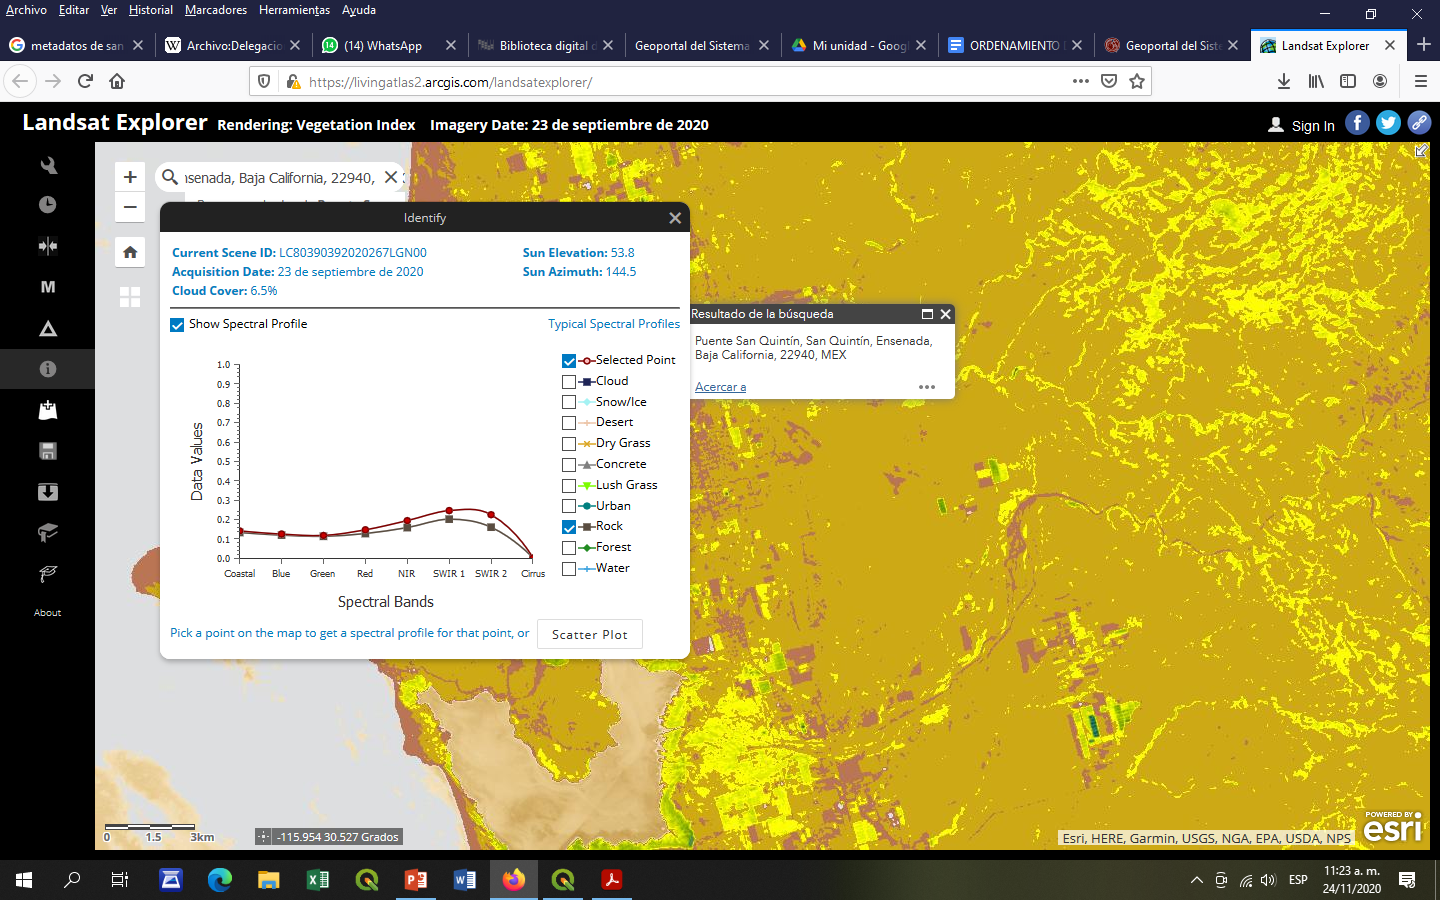 Archivo Editar Ver Historial Marcadores Herramientas Ayuda
metadatos de san
Archivo:Delegacio
(14) WhatsApp
Biblioteca digital d
Geoportal del Sistema
Mi unidad - Googl
ORDENAMIENTO
Geoportal del Siste
Landsat Explorer
https://livingatlas2.arcgis.com/landsatexplorer/
Landsat Explorer Rendering: Vegetation Index Imagery Date: 23 de septiembre de 2020
Sign In
nsenada, Baja California, 22940,
Identify
Current Scene ID: LC80390392020267LGN00
Sun Elevation: 53.8
Acquisition Date: 23 de septiembre de 2020
Sun Azimuth: 144.5
Cloud Cover: 6.5%
Show Spectral Profile
Typical Spectral Profiles
1.0
0.9
0.8
0.7
0.6
0.5
0.4
0.3
0.2
0.1
0.0
Data Values
Coastal Blue Green Red NIR SWIR 1 SWIR 2 Cirrus
Spectral Bands
Selected Point
Cloud
Snow/Ice
Desert
Dry Grass
Concrete
Lush Grass
Urban
Rock
Forest
Water
Pick a point on the map to get a spectral profile for that point, or
Scatter Plot
Resultado de la búsqueda
Puente San Quintín, San Quintín, Ensenada,
Baja California, 22940, MEX
Acercar a
M
About
0 1.5 3km
-115.954 30.527 Grados
Esri, HERE, Garmin, USGS, NGA, EPA, USDA, NPS
POWERED BY
esri
ESP
11:23 a. m.
24/11/2020